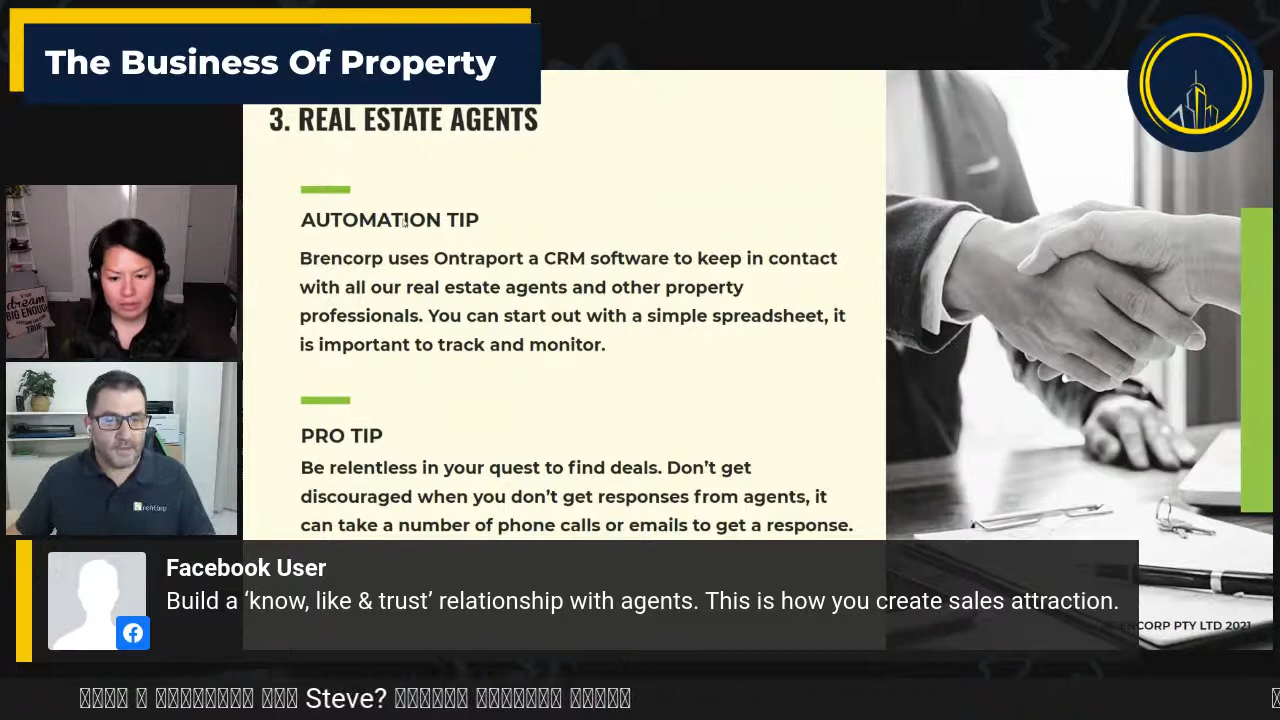 The Business Of Property
3. REAL ESTATE AGENTS
AUTOMATION TIP
Brencorp uses Ontraport a CRM software to keep in contact
with all our real estate agents and other property
professionals. You can start out with a simple spreadsheet, it
is important to track and monitor.
PRO TIP
Be relentless in your quest to find deals. Don’t get
discouraged when you don’t get responses from agents, it
can take a number of phone calls or emails to get a response.
dream
BIG ENOUGH
rencorp
Facebook User
Build a ‘know, like & trust’ relationship with agents. This is how you create sales attraction.
CORP PTY LTD 2021
Steve?